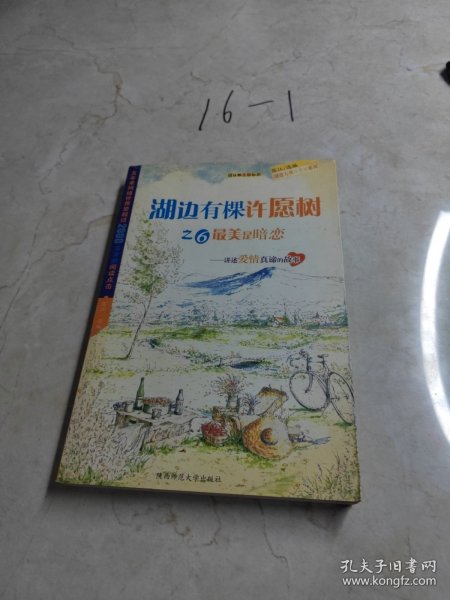 16-1
湖边有棵许愿树
之6最美是暗恋
——讲述爱情真谛的故事
陕西师范大学出版社
孔夫子旧书网
www.kongfz.com